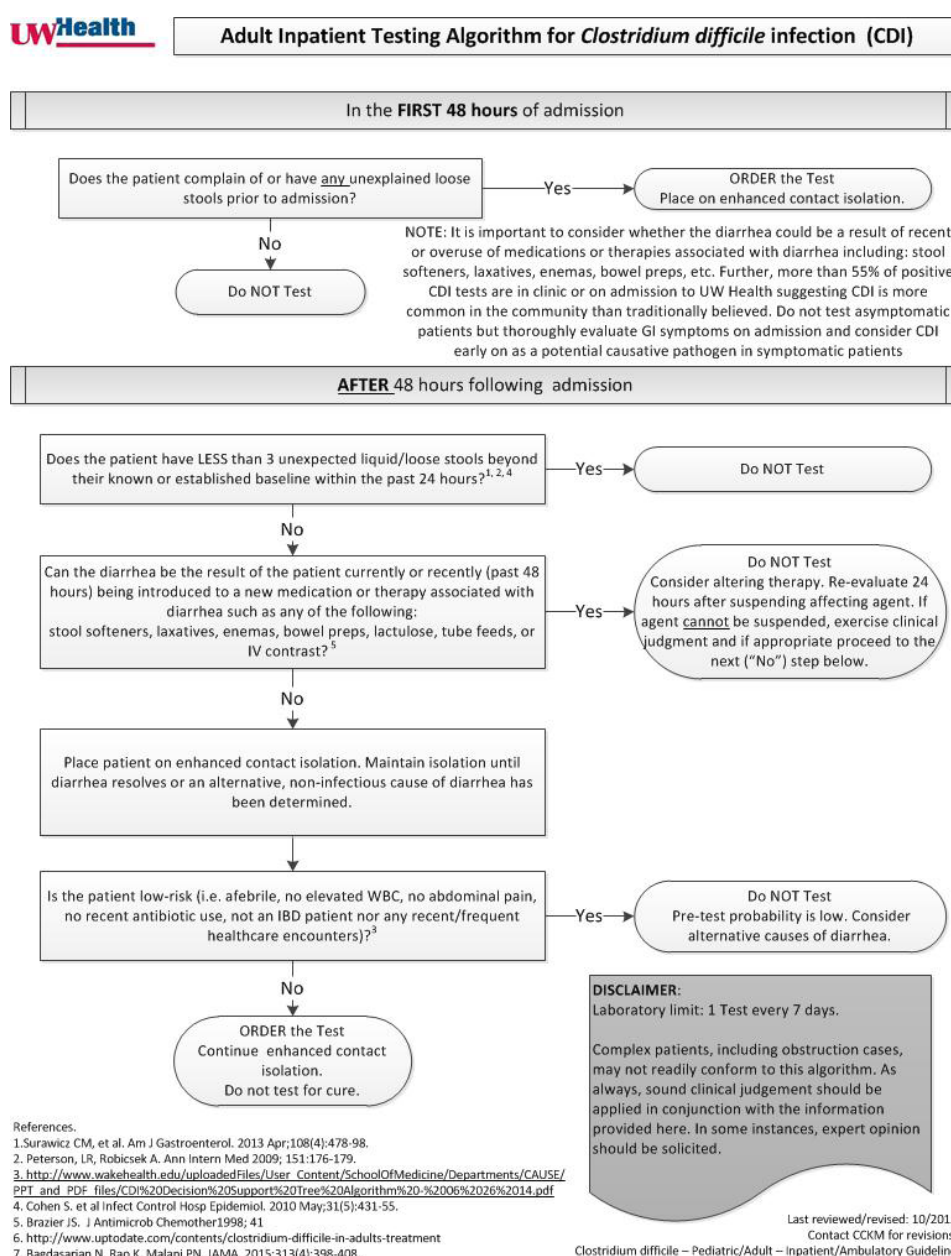 UWHealth
Adult Inpatient Testing Algorithm for Clostridium difficile infection (CDI)
In the FIRST 48 hours of admission
Does the patient complain of or have any unexplained loose
stools prior to admission?
Yes
ORDER the Test
Place on enhanced contact isolation.
No
Do NOT Test
NOTE: It is important to consider whether the diarrhea could be a result of recent
or overuse of medications or therapies associated with diarrhea including: stool
softeners, laxatives, enemas, bowel preps, etc. Further, more than 55% of positive
CDI tests are in clinic or on admission to UW Health suggesting CDI is more
common in the community than traditionally believed. Do not test asymptomatic
patients but thoroughly evaluate GI symptoms on admission and consider CDI
early on as a potential causative pathogen in symptomatic patients
AFTER 48 hours following admission
Does the patient have LESS than 3 unexpected liquid/loose stools beyond
their known or established baseline within the past 24 hours?1, 2, 4
Yes
Do NOT Test
No
Can the diarrhea be the result of the patient currently or recently (past 48
hours) being introduced to a new medication or therapy associated with
diarrhea such as any of the following:
stool softeners, laxatives, enemas, bowel preps, lactulose, tube feeds, or
IV contrast?5
Yes
Do NOT Test
Consider altering therapy. Re-evaluate 24
hours after suspending affecting agent. If
agent cannot be suspended, exercise clinical
judgment and if appropriate proceed to the
next ("No") step below.
No
Place patient on enhanced contact isolation. Maintain isolation until
diarrhea resolves or an alternative, non-infectious cause of diarrhea has
been determined.
Is the patient low-risk (i.e. afebrile, no elevated WBC, no abdominal pain,
no recent antibiotic use, not an IBD patient nor any recent/frequent
healthcare encounters)?3
Yes
Do NOT Test
Pre-test probability is low. Consider
alternative causes of diarrhea.
No
ORDER the Test
Continue enhanced contact
isolation.
Do not test for cure.
DISCLAIMER:
Laboratory limit: 1 Test every 7 days.
Complex patients, including obstruction cases,
may not readily conform to this algorithm. As
always, sound clinical judgement should be
applied in conjunction with the information
provided here. In some instances, expert opinion
should be solicited.
References.
1.Surawicz CM, et al. Am J Gastroenterol. 2013 Apr;108(4):478-98.
2. Peterson, LR, Robicsek A. Ann Intern Med 2009; 151:176-179.
3. http://www.wakehealth.edu/uploadedFiles/User_Content/SchoolOfMedicine/Departments/CAUSE/
PPT_and_PDF_files/CDI%20Decision%20Support%20Tree%20Algorithm%20-%2006%2026%2014.pdf
4. Cohen S. et al Infect Control Hosp Epidemiol. 2010 May;31(5):431-55.
5. Brazier JS. J Antimicrob Chemother1998; 41
6. http://www.uptodate.com/contents/clostridium-difficile-in-adults-treatment
7. Bagdasarian N, Rao K, Malani PN. JAMA. 2015;313(4):398-408.
Last reviewed/revised: 10/201
Contact CCKM for revision
Clostridium difficile – Pediatric/Adult – Inpatient/Ambulatory Guidelin